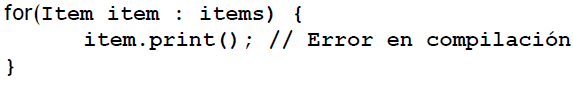 for(Item item : items) {
item.print(); // Error en compilación
}